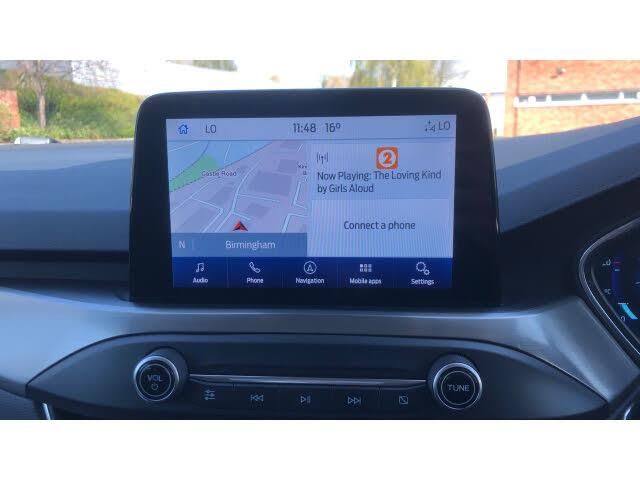 LO 11:48 16° LO
Castle Road
2
Now Playing: The Loving Kind
by Girls Aloud
Connect a phone
N | Birmingham
Audio Phone Navigation Mobile apps Settings
VOL
TUNE